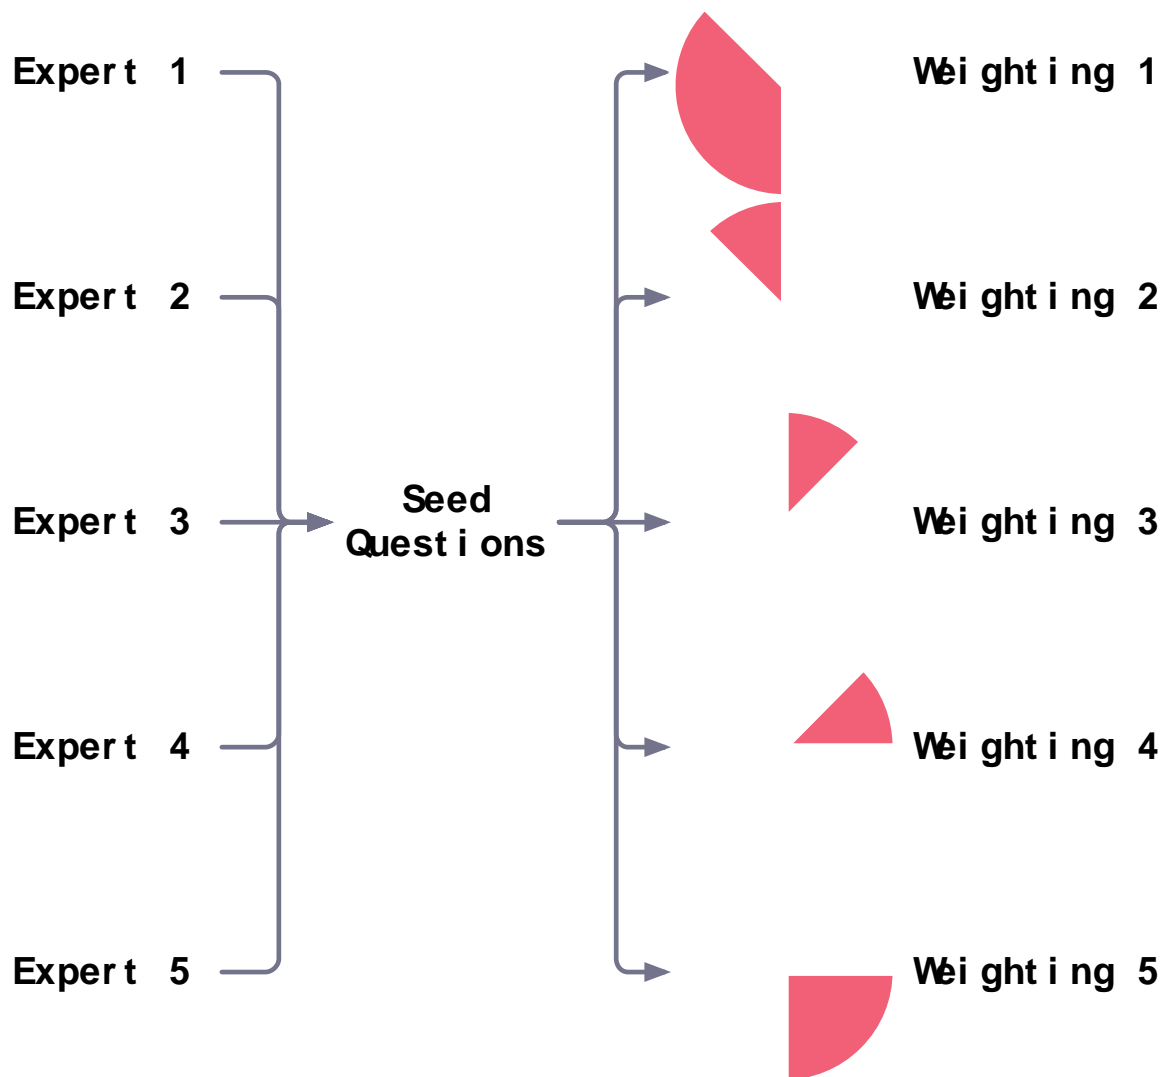 Expert 1
Weighting 1
Expert 2
Weighting 2
Seed
Questions
Expert 3
Weighting 3
Expert 4
Weighting 4
Expert 5
Weighting 5